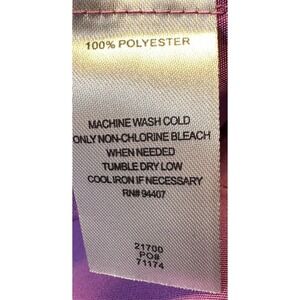 100% POLYESTER
MACHINE WASH COLD
ONLY NON-CHLORINE BLEACH
WHEN NEEDED
TUMBLE DRY LOW
COOL IRON IF NECESSARY
RN# 94407
21700
PO#
71174